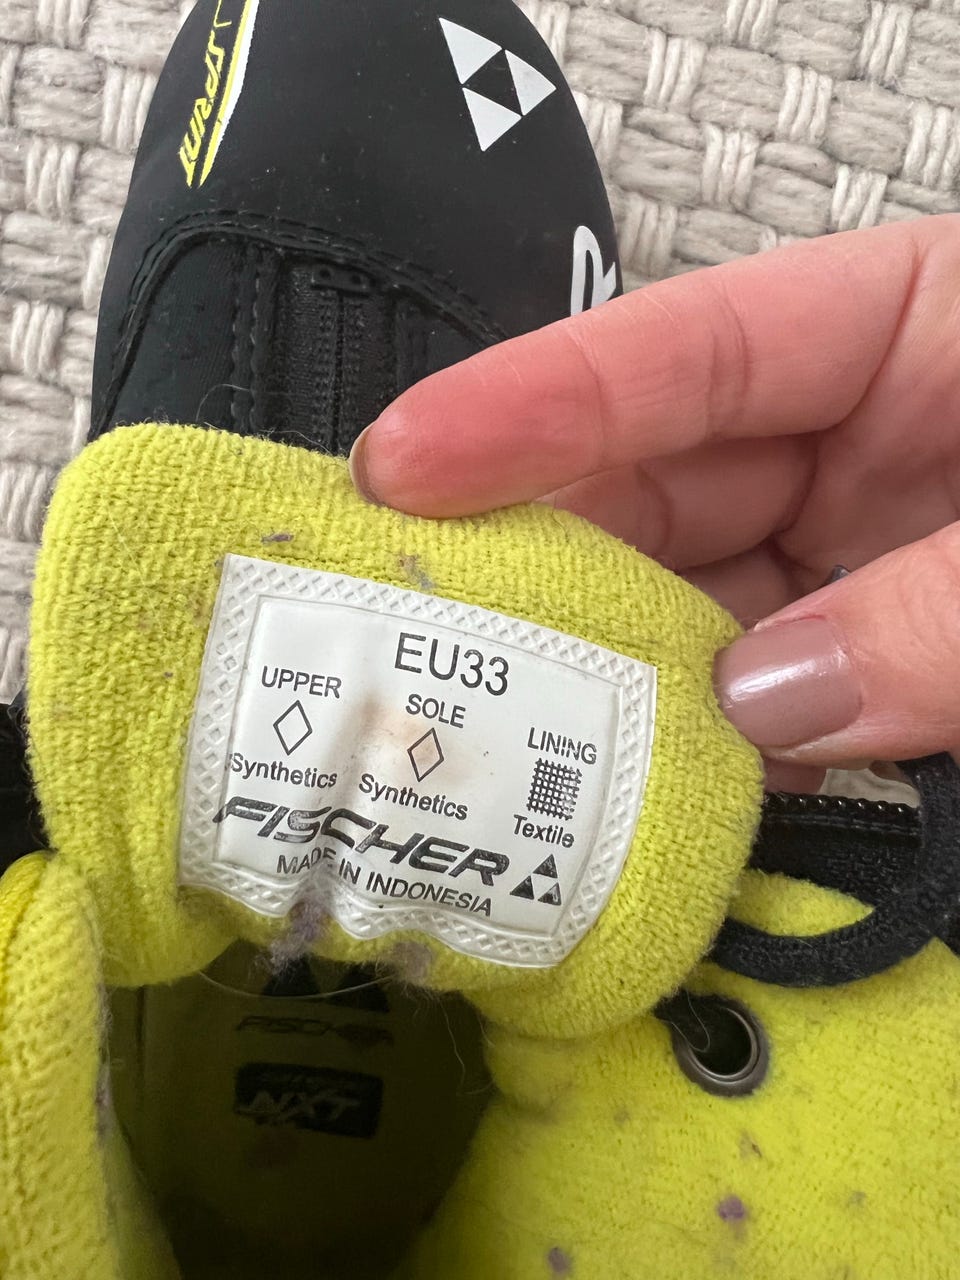 SPRINT
R
EU33
UPPER
SOLE
LINING
Synthetics
Synthetics
Textile
FISCHER
MADE IN INDONESIA
FISCHER
NXT